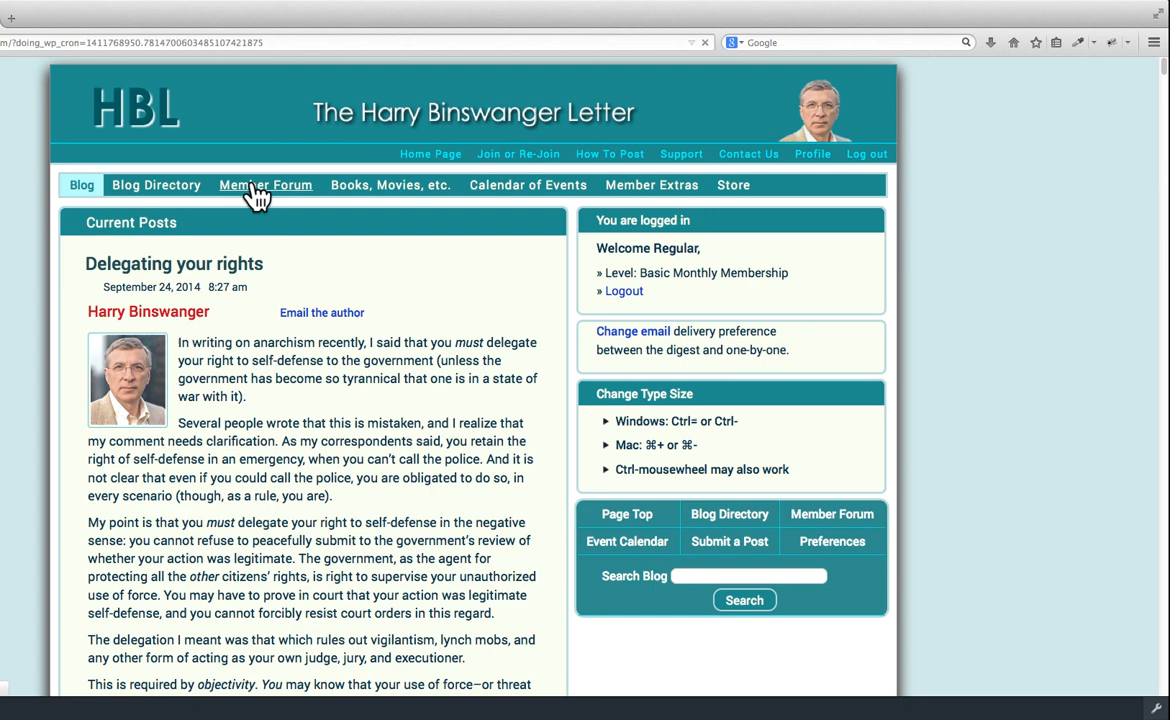 m/?doing_wp_cron=1411768950.7814700603485107421875
Google
HBL
The Harry Binswanger Letter
Home Page Join or Re-Join How To Post Support Contact Us Profile Log out
Blog Blog Directory Member Forum Books, Movies, etc. Calendar of Events Member Extras Store
Current Posts
Delegating your rights
September 24, 2014 8:27 am
Harry Binswanger Email the author
In writing on anarchism recently, I said that you must delegate
your right to self-defense to the government (unless the
government has become so tyrannical that one is in a state of
war with it).
Several people wrote that this is mistaken, and I realize that
my comment needs clarification. As my correspondents said, you retain the
right of self-defense in an emergency, when you can't call the police. And it is
not clear that even if you could call the police, you are obligated to do so, in
every scenario (though, as a rule, you are).
My point is that you must delegate your right to self-defense in the negative
sense: you cannot refuse to peacefully submit to the government's review of
whether your action was legitimate. The government, as the agent for
protecting all the other citizens' rights, is right to supervise your unauthorized
use of force. You may have to prove in court that your action was legitimate
self-defense, and you cannot forcibly resist court orders in this regard.
The delegation I meant was that which rules out vigilantism, lynch mobs, and
any other form of acting as your own judge, jury, and executioner.
This is required by objectivity. You may know that your use of force–or threat
You are logged in
Welcome Regular,
» Level: Basic Monthly Membership
» Logout
Change email delivery preference
between the digest and one-by-one.
Change Type Size
Windows: Ctrl= or Ctrl-
Mac: ⌘+ or ⌘-
Ctrl-mousewheel may also work
Page Top Blog Directory Member Forum
Event Calendar Submit a Post Preferences
Search Blog
Search